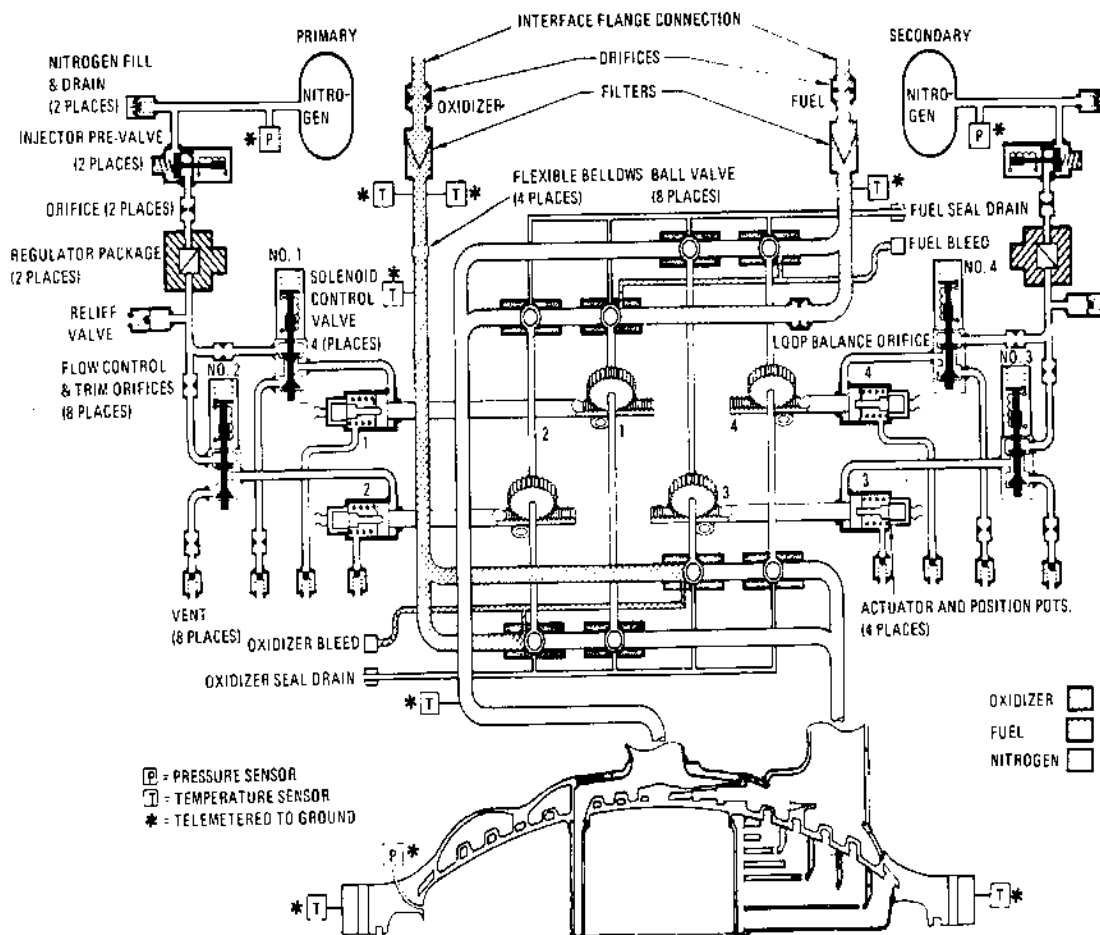 INTERFACE FLANGE CONNECTION
PRIMARY
SECONDARY
NITROGEN FILL
& DRAIN
(2 PLACES)
NITRO-
GEN
ORIFICES
OXIDIZER
FUEL
FILTERS
NITRO-
GEN
* P
P *
INJECTOR PRE-VALVE
(2 PLACES)
* T
T *
T *
FLEXIBLE BELLOWS
(4 PLACES)
BALL VALVE
(8 PLACES)
ORIFICE (2 PLACES)
FUEL SEAL DRAIN
REGULATOR PACKAGE
(2 PLACES)
FUEL BLEED
NO. 1
SOLENOID
CONTROL
VALVE
4 (PLACES)
* T
NO. 4
RELIEF
VALVE
LOOP BALANCE ORIFICE
FLOW CONTROL
& TRIM ORIFICES
(8 PLACES)
NO. 2
NO. 3
1
4
2
1
4
2
3
3
VENT
(8 PLACES)
ACTUATOR AND POSITION POTS.
(4 PLACES)
OXIDIZER BLEED
OXIDIZER SEAL DRAIN
* T
OXIDIZER
FUEL
NITROGEN
P = PRESSURE SENSOR
T = TEMPERATURE SENSOR
* = TELEMETERED TO GROUND
P *
* T
T *